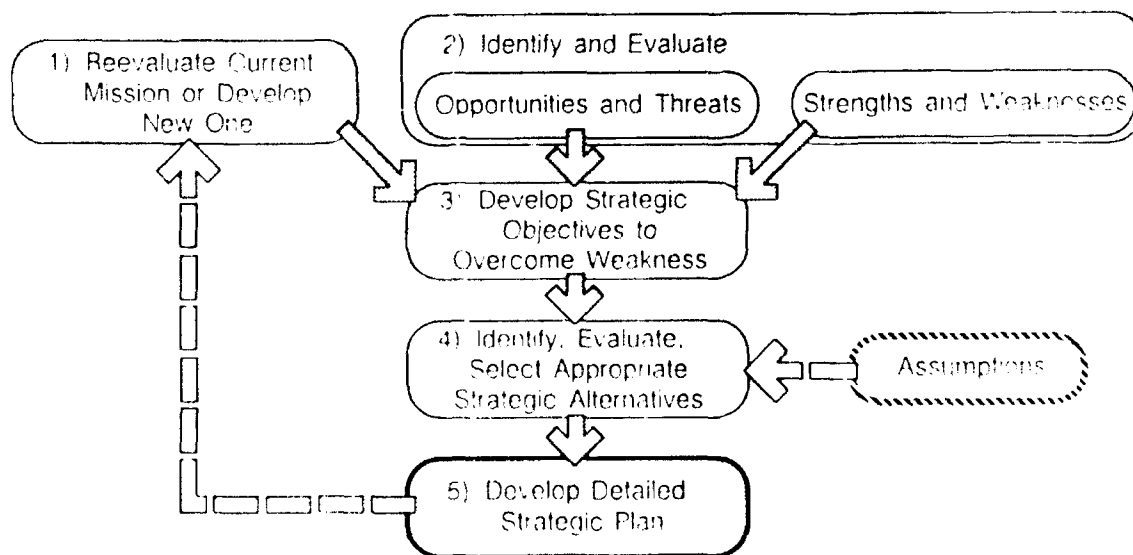 1) Reevaluate Current
Mission or Develop
New One
2) Identify and Evaluate
Opportunities and Threats
Strengths and Weaknesses
3) Develop Strategic
Objectives to
Overcome Weakness
4) Identify, Evaluate,
Select Appropriate
Strategic Alternatives
Assumptions
5) Develop Detailed
Strategic Plan